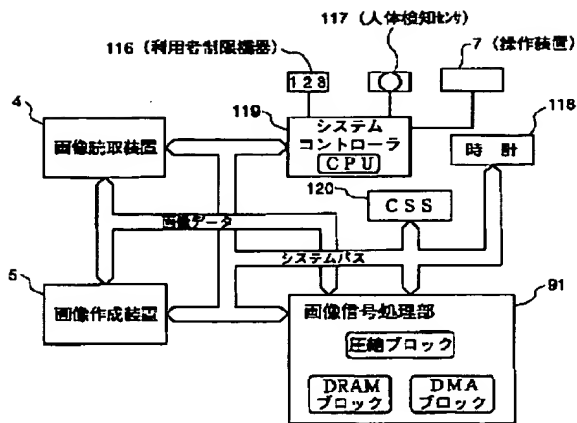 117(人体検知センサ)
116(利用者制限機器)
7(操作装置)
123
4
119
118
画像読取装置
システム
コントローラ
CPU
時計
120
CSS
画像データ
システムバス
5
91
画像作成装置
画像信号処理部
圧縮ブロック
DRAM
ブロック
DMA
ブロック